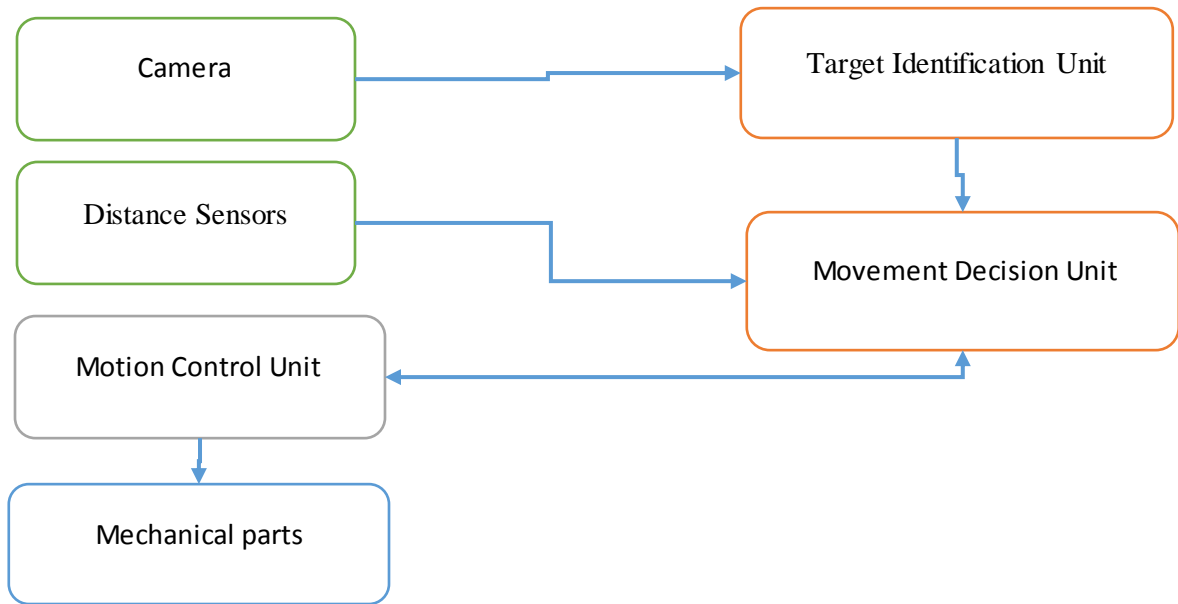 Camera
Target Identification Unit
Distance Sensors
Movement Decision Unit
Motion Control Unit
Mechanical parts